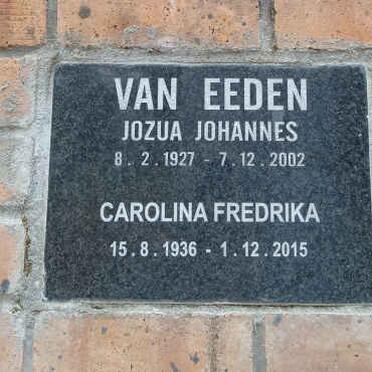 VAN EEDEN
JOZUA JOHANNES
8.2.1927 - 7.12.2002
CAROLINA FREDRIKA
15.8.1936 - 1.12.2015